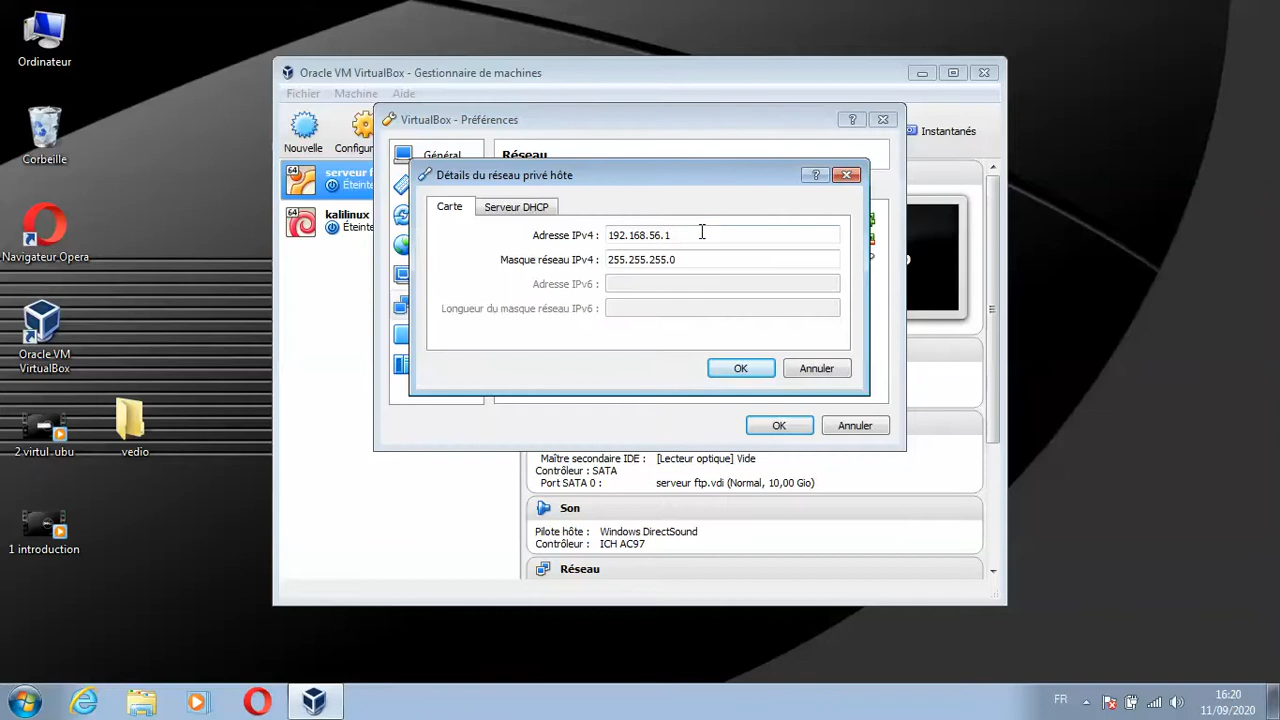 Ordinateur
Corbeille
Navigateur Opera
Oracle VM
VirtualBox
2.virtul_ubu
vedio
1 introduction
Oracle VM VirtualBox - Gestionnaire de machines
Fichier Machine Aide
Nouvelle
Instantanés
64 serveur
Éteinte
64 kalilinux
VirtualBox - Préférences
?
Général
Réseau
Détails du réseau privé hôte
?
Carte
Serveur DHCP
Adresse IPv4 : 192.168.56.1
Masque réseau IPv4 : 255.255.255.0
Adresse IPv6 :
Longueur du masque réseau IPv6 :
OK
Annuler
OK
Annuler
Maître secondaire IDE : [Lecteur optique] Vide
Contrôleur : SATA
Port SATA 0 : serveur ftp.vdi (Normal, 10,00 Gio)
Son
Pilote hôte : Windows DirectSound
Contrôleur : ICH AC97
Réseau
FR
16:20
11/09/2020